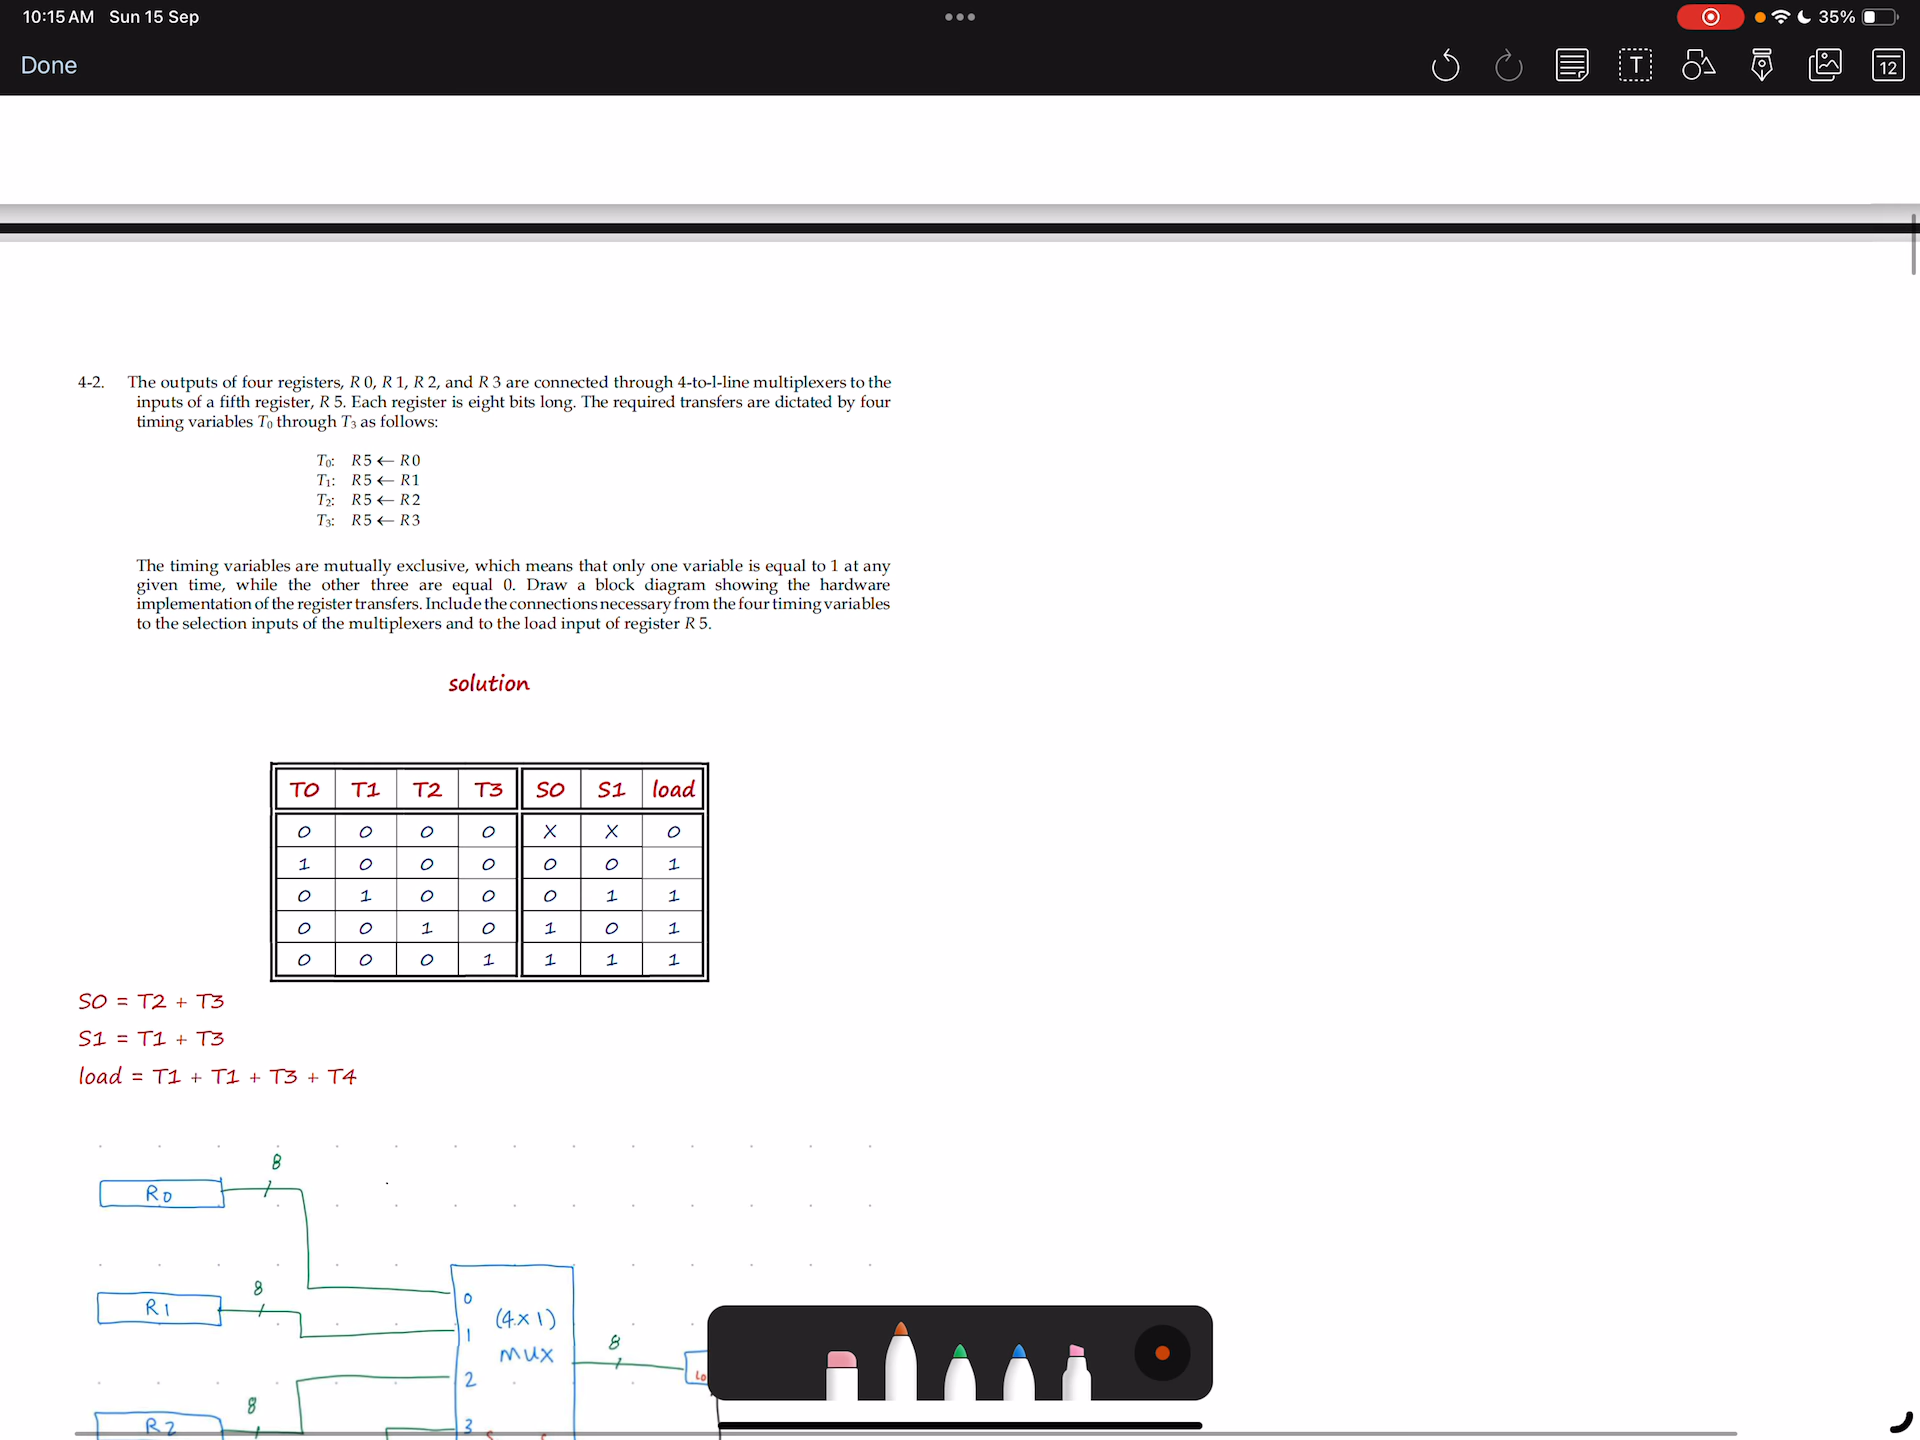 10:15 AM Sun 15 Sep
35%
Done
T
12
4-2. The outputs of four registers, R 0, R 1, R 2, and R 3 are connected through 4-to-l-line multiplexers to the
inputs of a fifth register, R 5. Each register is eight bits long. The required transfers are dictated by four
timing variables T0 through T3 as follows:
T0: R5 ← R0
T1: R5 ← R1
T2: R5 ← R2
T3: R5 ← R3
The timing variables are mutually exclusive, which means that only one variable is equal to 1 at any
given time, while the other three are equal 0. Draw a block diagram showing the hardware
implementation of the register transfers. Include the connections necessary from the four timing variables
to the selection inputs of the multiplexers and to the load input of register R 5.
solution
T0 T1 T2 T3 S0 S1 load
0 0 0 0 X X 0
1 0 0 0 0 0 1
0 1 0 0 0 1 1
0 0 1 0 1 0 1
0 0 0 1 1 1 1
S0 = T2 + T3
S1 = T1 + T3
load = T1 + T1 + T3 + T4
8
R0
8
R1
0
(4x1)
1
8
mux
2
8
R2
3